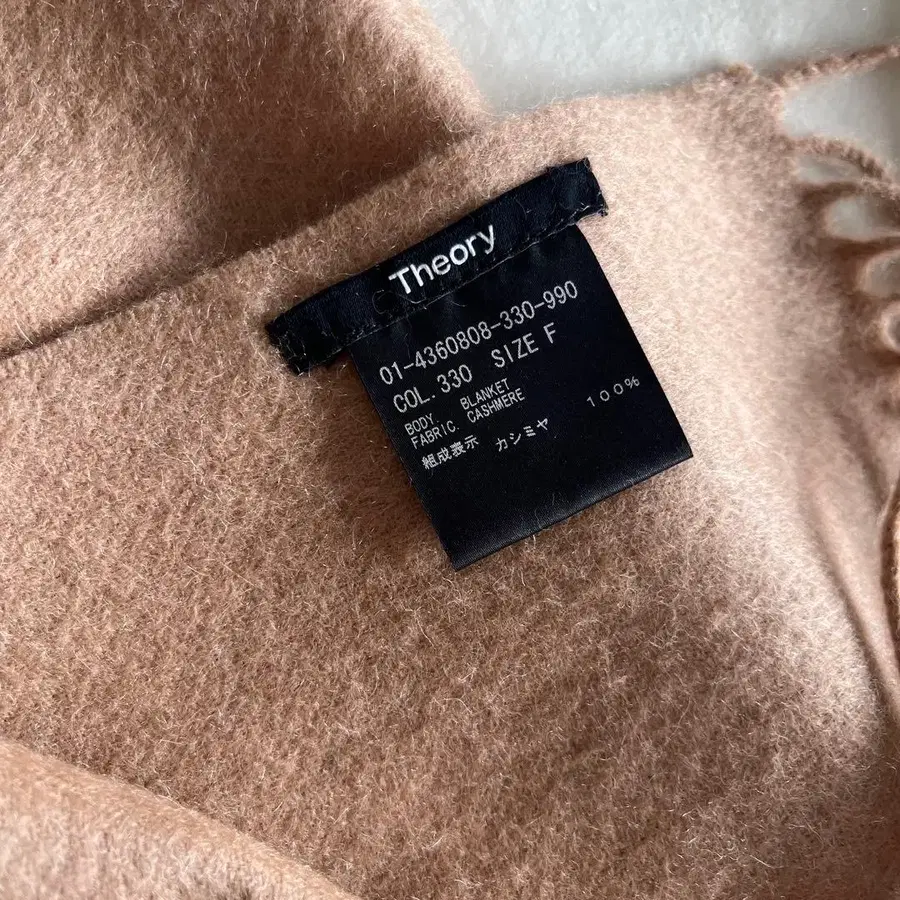 Theory
01-4360808-330-990
COL. 330 SIZE F
BODY. BLANKET
FABRIC. CASHMERE
組成表示 カシミヤ 100%